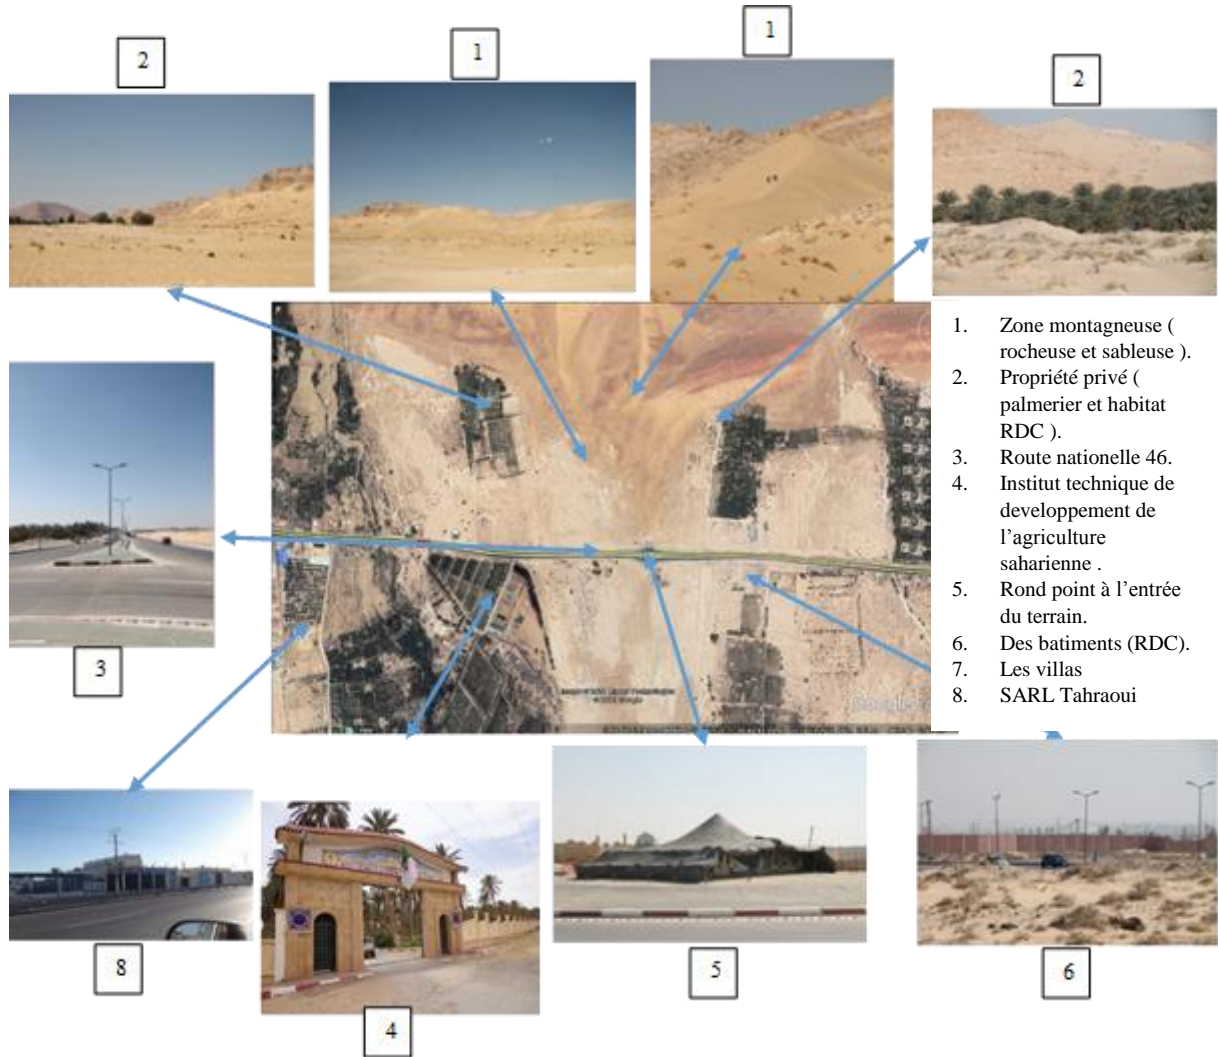 1
1
2
2
1. Zone montagneuse (
rocheuse et sableuse ).
2. Propriété privé (
palmerier et habitat
RDC ).
3. Route nationelle 46.
4. Institut technique de
developpement de
l’agriculture
saharienne .
5. Rond point à l’entrée
du terrain.
6. Des batiments (RDC).
7. Les villas
8. SARL Tahraoui
3
8
5
6
4